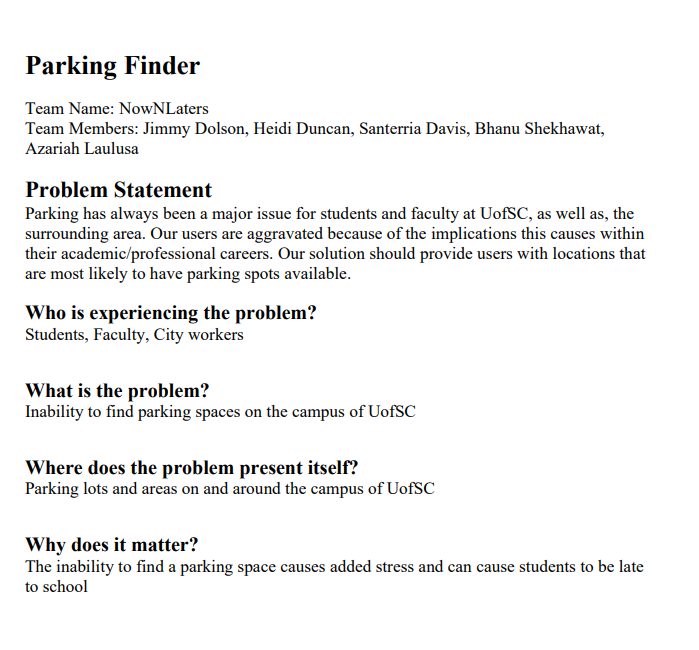 Parking Finder
Team Name: NowNLaters
Team Members: Jimmy Dolson, Heidi Duncan, Santerria Davis, Bhanu Shekhawat,
Azariah Laulusa
Problem Statement
Parking has always been a major issue for students and faculty at UofSC, as well as, the
surrounding area. Our users are aggravated because of the implications this causes within
their academic/professional careers. Our solution should provide users with locations that
are most likely to have parking spots available.
Who is experiencing the problem?
Students, Faculty, City workers
What is the problem?
Inability to find parking spaces on the campus of UofSC
Where does the problem present itself?
Parking lots and areas on and around the campus of UofSC
Why does it matter?
The inability to find a parking space causes added stress and can cause students to be late
to school